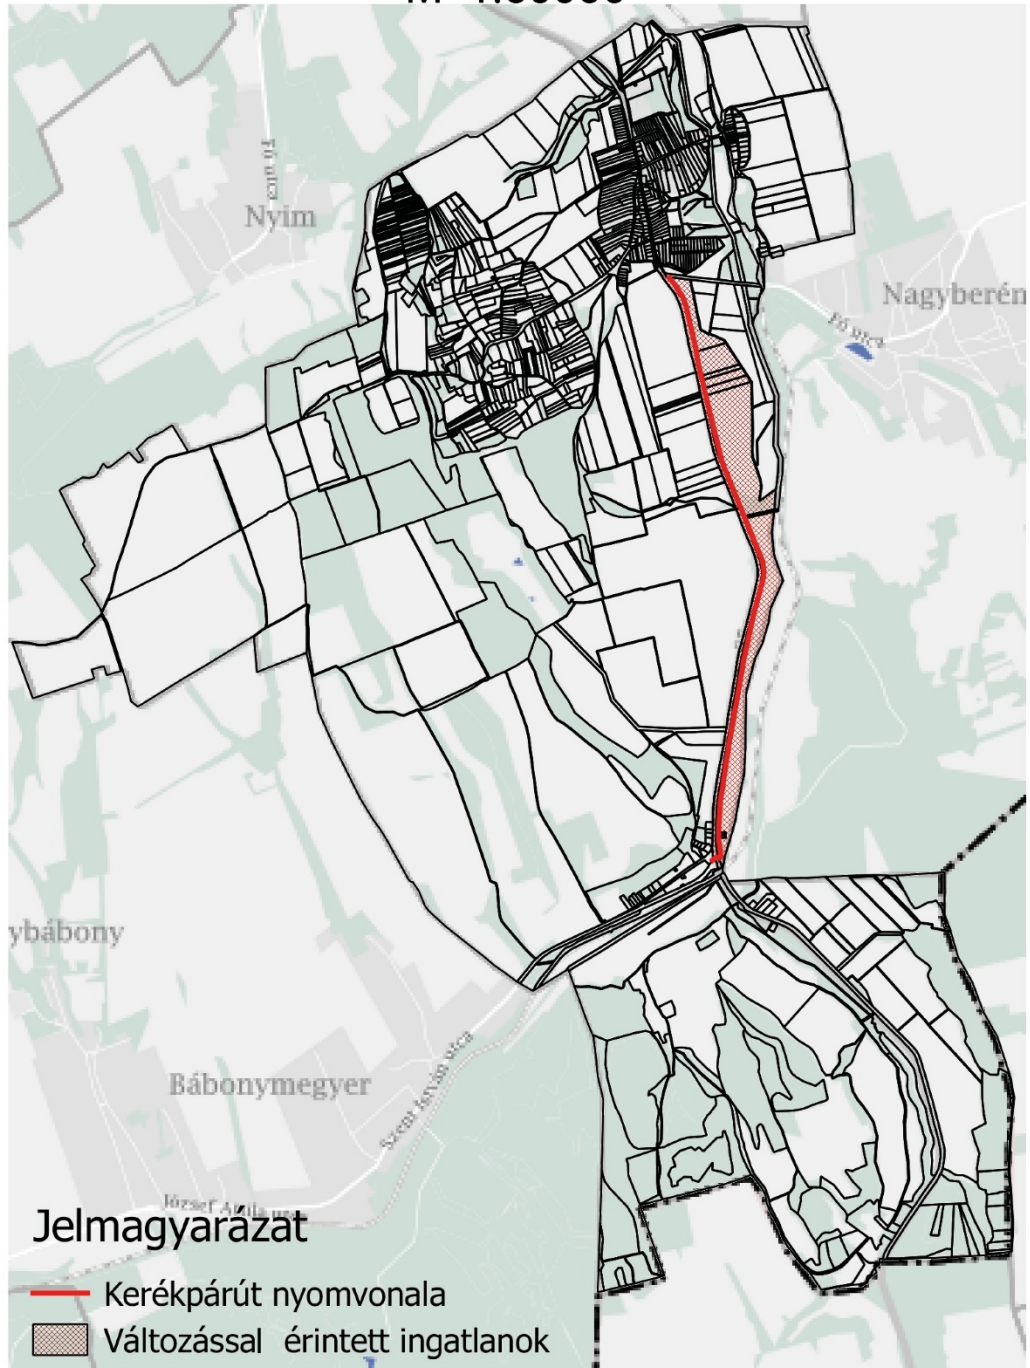 Fő utca
Nyim
Nagyberén
Fő utca
ybábony
Bábonymegyer
Szent István utca
József Attila u
Jelmagyarázat
Kerékpárút nyomvonala
Változással érintett ingatlanok